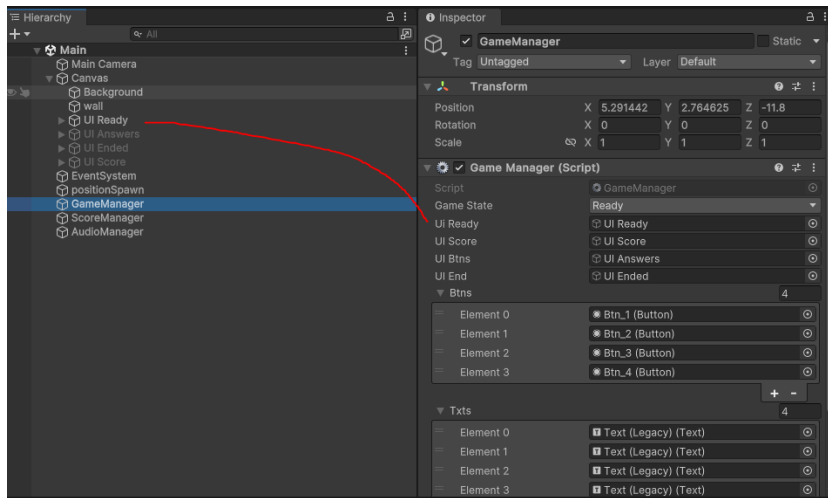 Hierarchy
All
Main
Main Camera
Canvas
Background
wall
UI Ready
UI Answers
UI Ended
UI Score
EventSystem
positionSpawn
GameManager
ScoreManager
AudioManager
Inspector
GameManager Static
Tag Untagged Layer Default
Transform
Position X 5.291442 Y 2.764625 Z -11.8
Rotation X 0 Y 0 Z 0
Scale X 1 Y 1 Z 1
Game Manager (Script)
Script GameManager
Game State Ready
Ui Ready UI Ready
UI Score UI Score
UI Btns UI Answers
UI End UI Ended
Btns 4
Element 0 Btn_1 (Button)
Element 1 Btn_2 (Button)
Element 2 Btn_3 (Button)
Element 3 Btn_4 (Button)
+ -
Txts 4
Element 0 Text (Legacy) (Text)
Element 1 Text (Legacy) (Text)
Element 2 Text (Legacy) (Text)
Element 3 Text (Legacy) (Text)